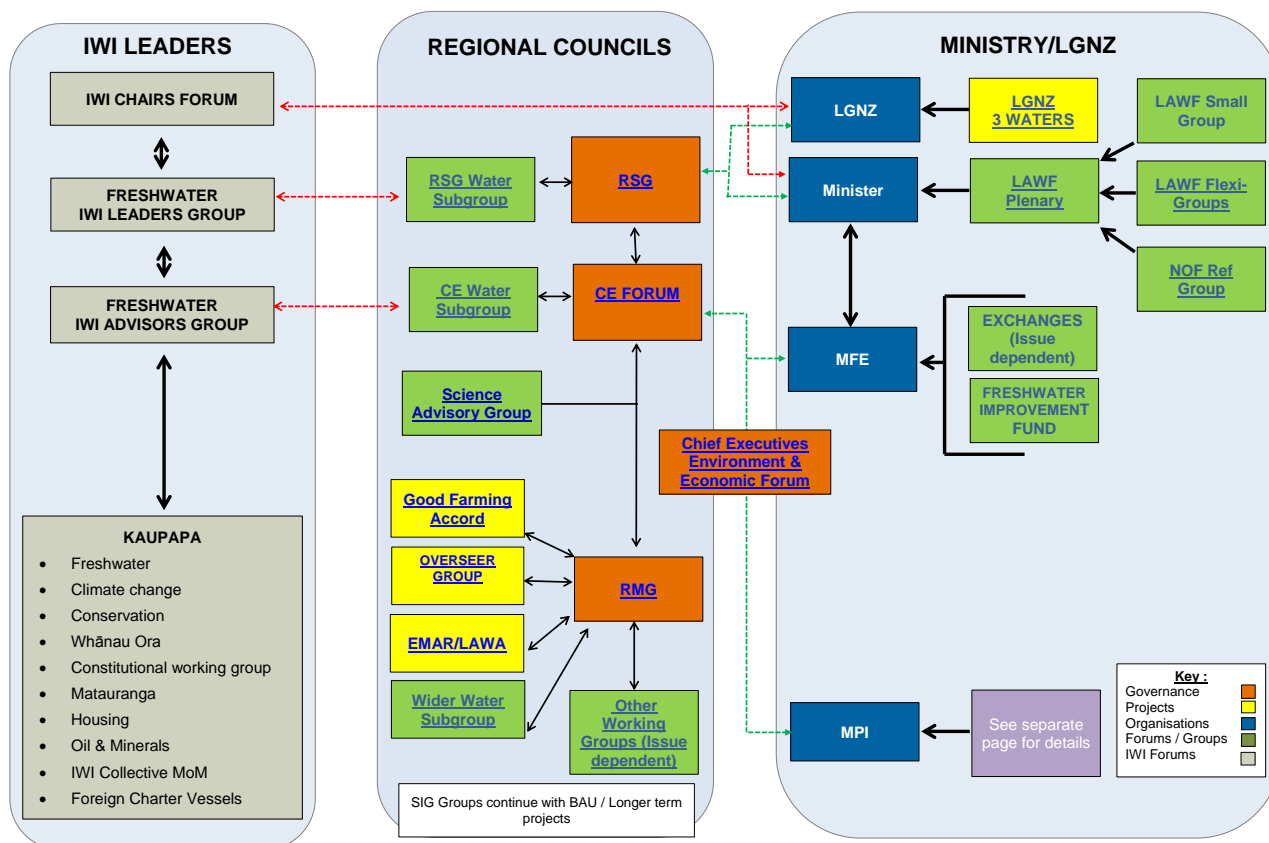 IWI LEADERS
IWI CHAIRS FORUM
FRESHWATER
IWI LEADERS GROUP
FRESHWATER
IWI ADVISORS GROUP
KAUPAPA
• Freshwater
• Climate change
• Conservation
• Whānau Ora
• Constitutional working group
• Matauranga
• Housing
• Oil & Minerals
• IWI Collective MoM
• Foreign Charter Vessels
REGIONAL COUNCILS
RSG Water
Subgroup
RSG
CE Water
Subgroup
CE FORUM
Science
Advisory Group
Chief Executives
Environment &
Economic Forum
Good Farming
Accord
OVERSEER
GROUP
RMG
EMAR/LAWA
Wider Water
Subgroup
Other
Working
Groups (Issue
dependent)
SIG Groups continue with BAU / Longer term
projects
MINISTRY/LGNZ
LGNZ
LGNZ
3 WATERS
LAWF Small
Group
Minister
LAWF
Plenary
LAWF Flexi-
Groups
NOF Ref
Group
MFE
EXCHANGES
(Issue
dependent)
FRESHWATER
IMPROVEMENT
FUND
MPI
See separate
page for details
Key :
Governance
Projects
Organisations
Forums / Groups
IWI Forums